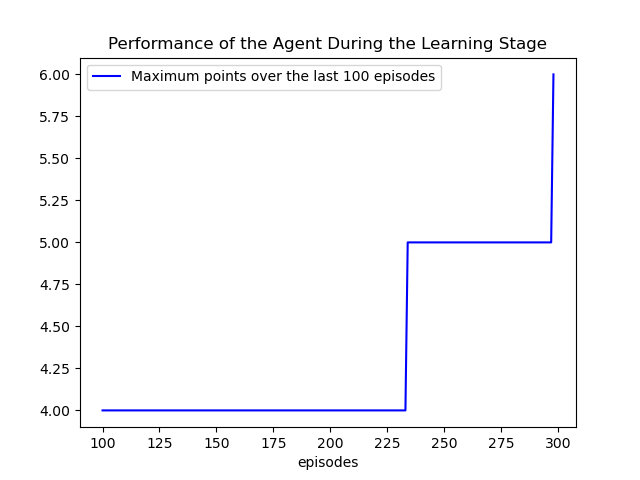 Performance of the Agent During the Learning Stage
Maximum points over the last 100 episodes
6.00
5.75
5.50
5.25
5.00
4.75
4.50
4.25
4.00
100 125 150 175 200 225 250 275 300
episodes